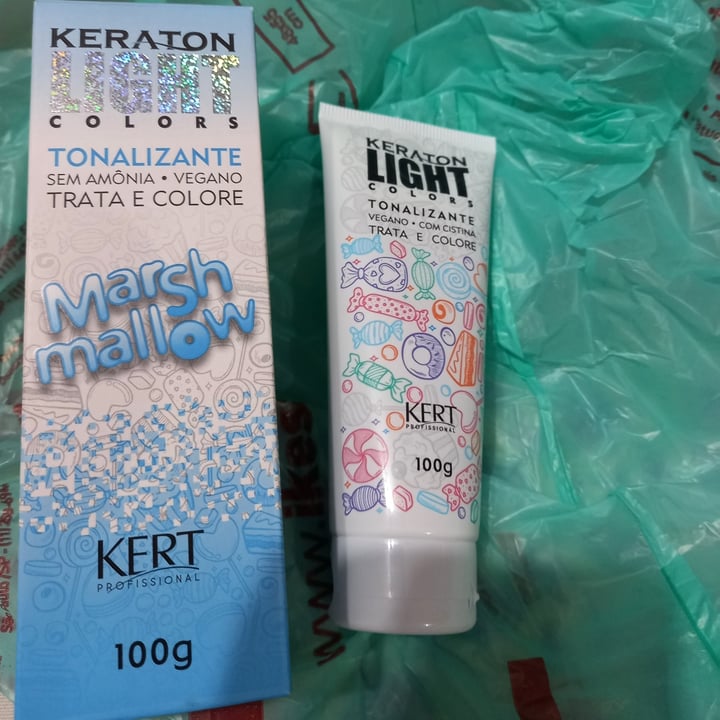 KERATON
LIGHT
COLORS
TONALIZANTE
SEM AMÔNIA • VEGANO
TRATA E COLORE
Marsh
mallow
KERT
PROFISSIONAL
100g
KERATON
LIGHT
COLORS
TONALIZANTE
VEGANO • COM CISTINA
TRATA E COLORE
KERT
PROFISSIONAL
100g
www.